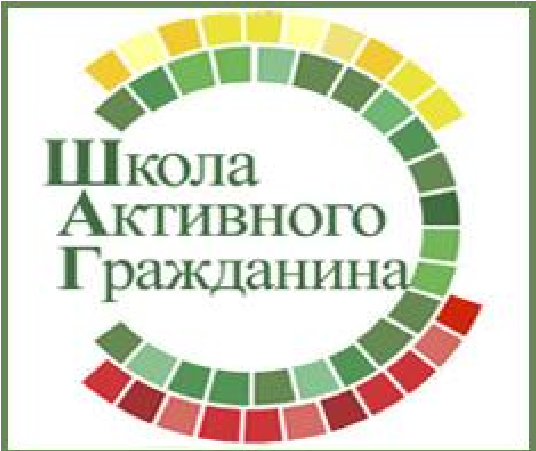 Школа
Активного
Гражданина